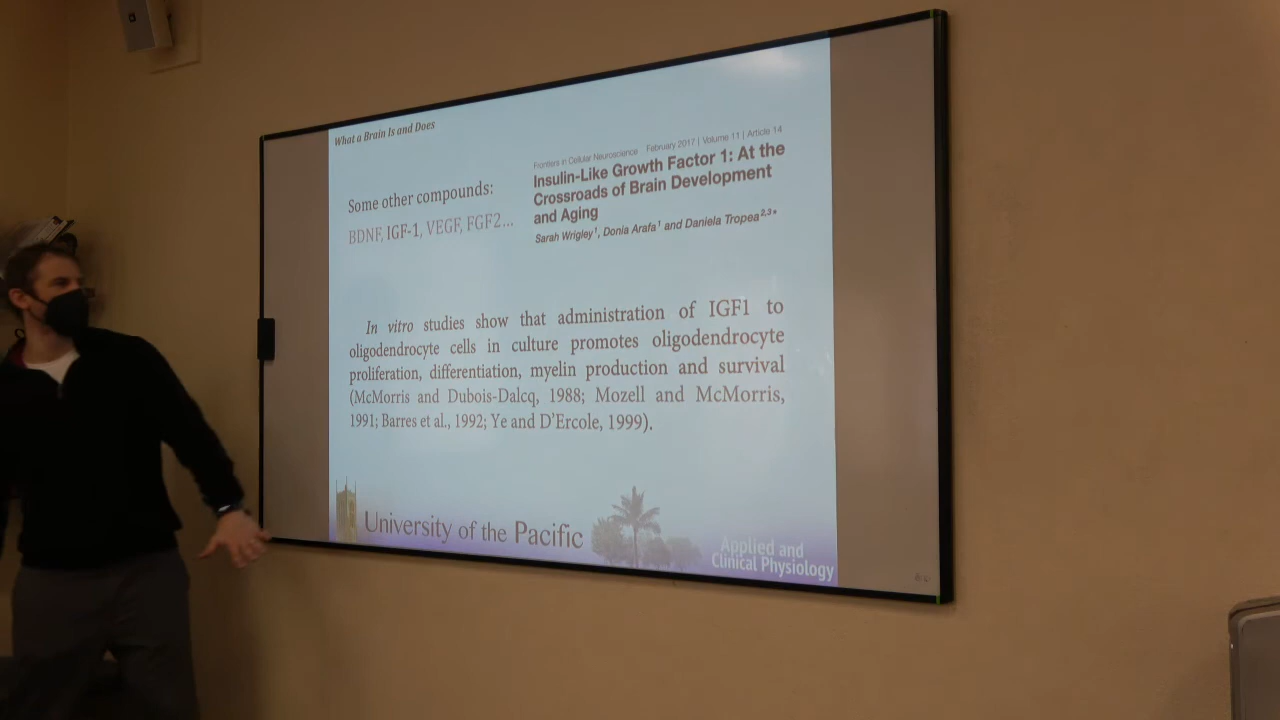 What a Brain Is and Does
Some other compounds:
BDNF, IGF-1, VEGF, FGF2...
Frontiers in Cellular Neuroscience February 2017 | Volume 11 | Article 14
Insulin-Like Growth Factor 1: At the
Crossroads of Brain Development
and Aging
Sarah Wrigley1, Donia Arafa1 and Daniela Tropea2,3*
In vitro studies show that administration of IGF1 to
oligodendrocyte cells in culture promotes oligodendrocyte
proliferation, differentiation, myelin production and survival
(McMorris and Dubois-Dalcq, 1988; Mozell and McMorris,
1991; Barres et al., 1992; Ye and D'Ercole, 1999).
University of the Pacific
Applied and
Clinical Physiology